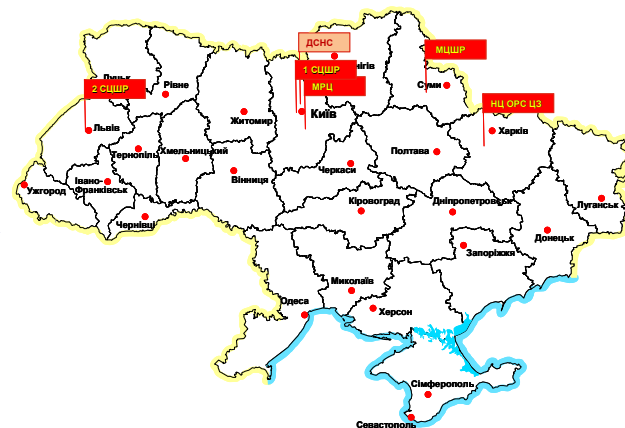 ДСНС
МЦШР
1 СЦШР
МРЦ
2 СЦШР
НЦ ОРС ЦЗ
Рівне
Суми
Київ
Житомир
Львів
Харків
Тернопіль
Хмельницький
Полтава
Вінниця
Черкаси
Івано-
Франківськ
Ужгород
Чернівці
Кіровоград
Дніпропетровськ
Луганськ
Донецьк
Запоріжжя
Миколаїв
Одеса
Херсон
Сімферополь
Севастополь